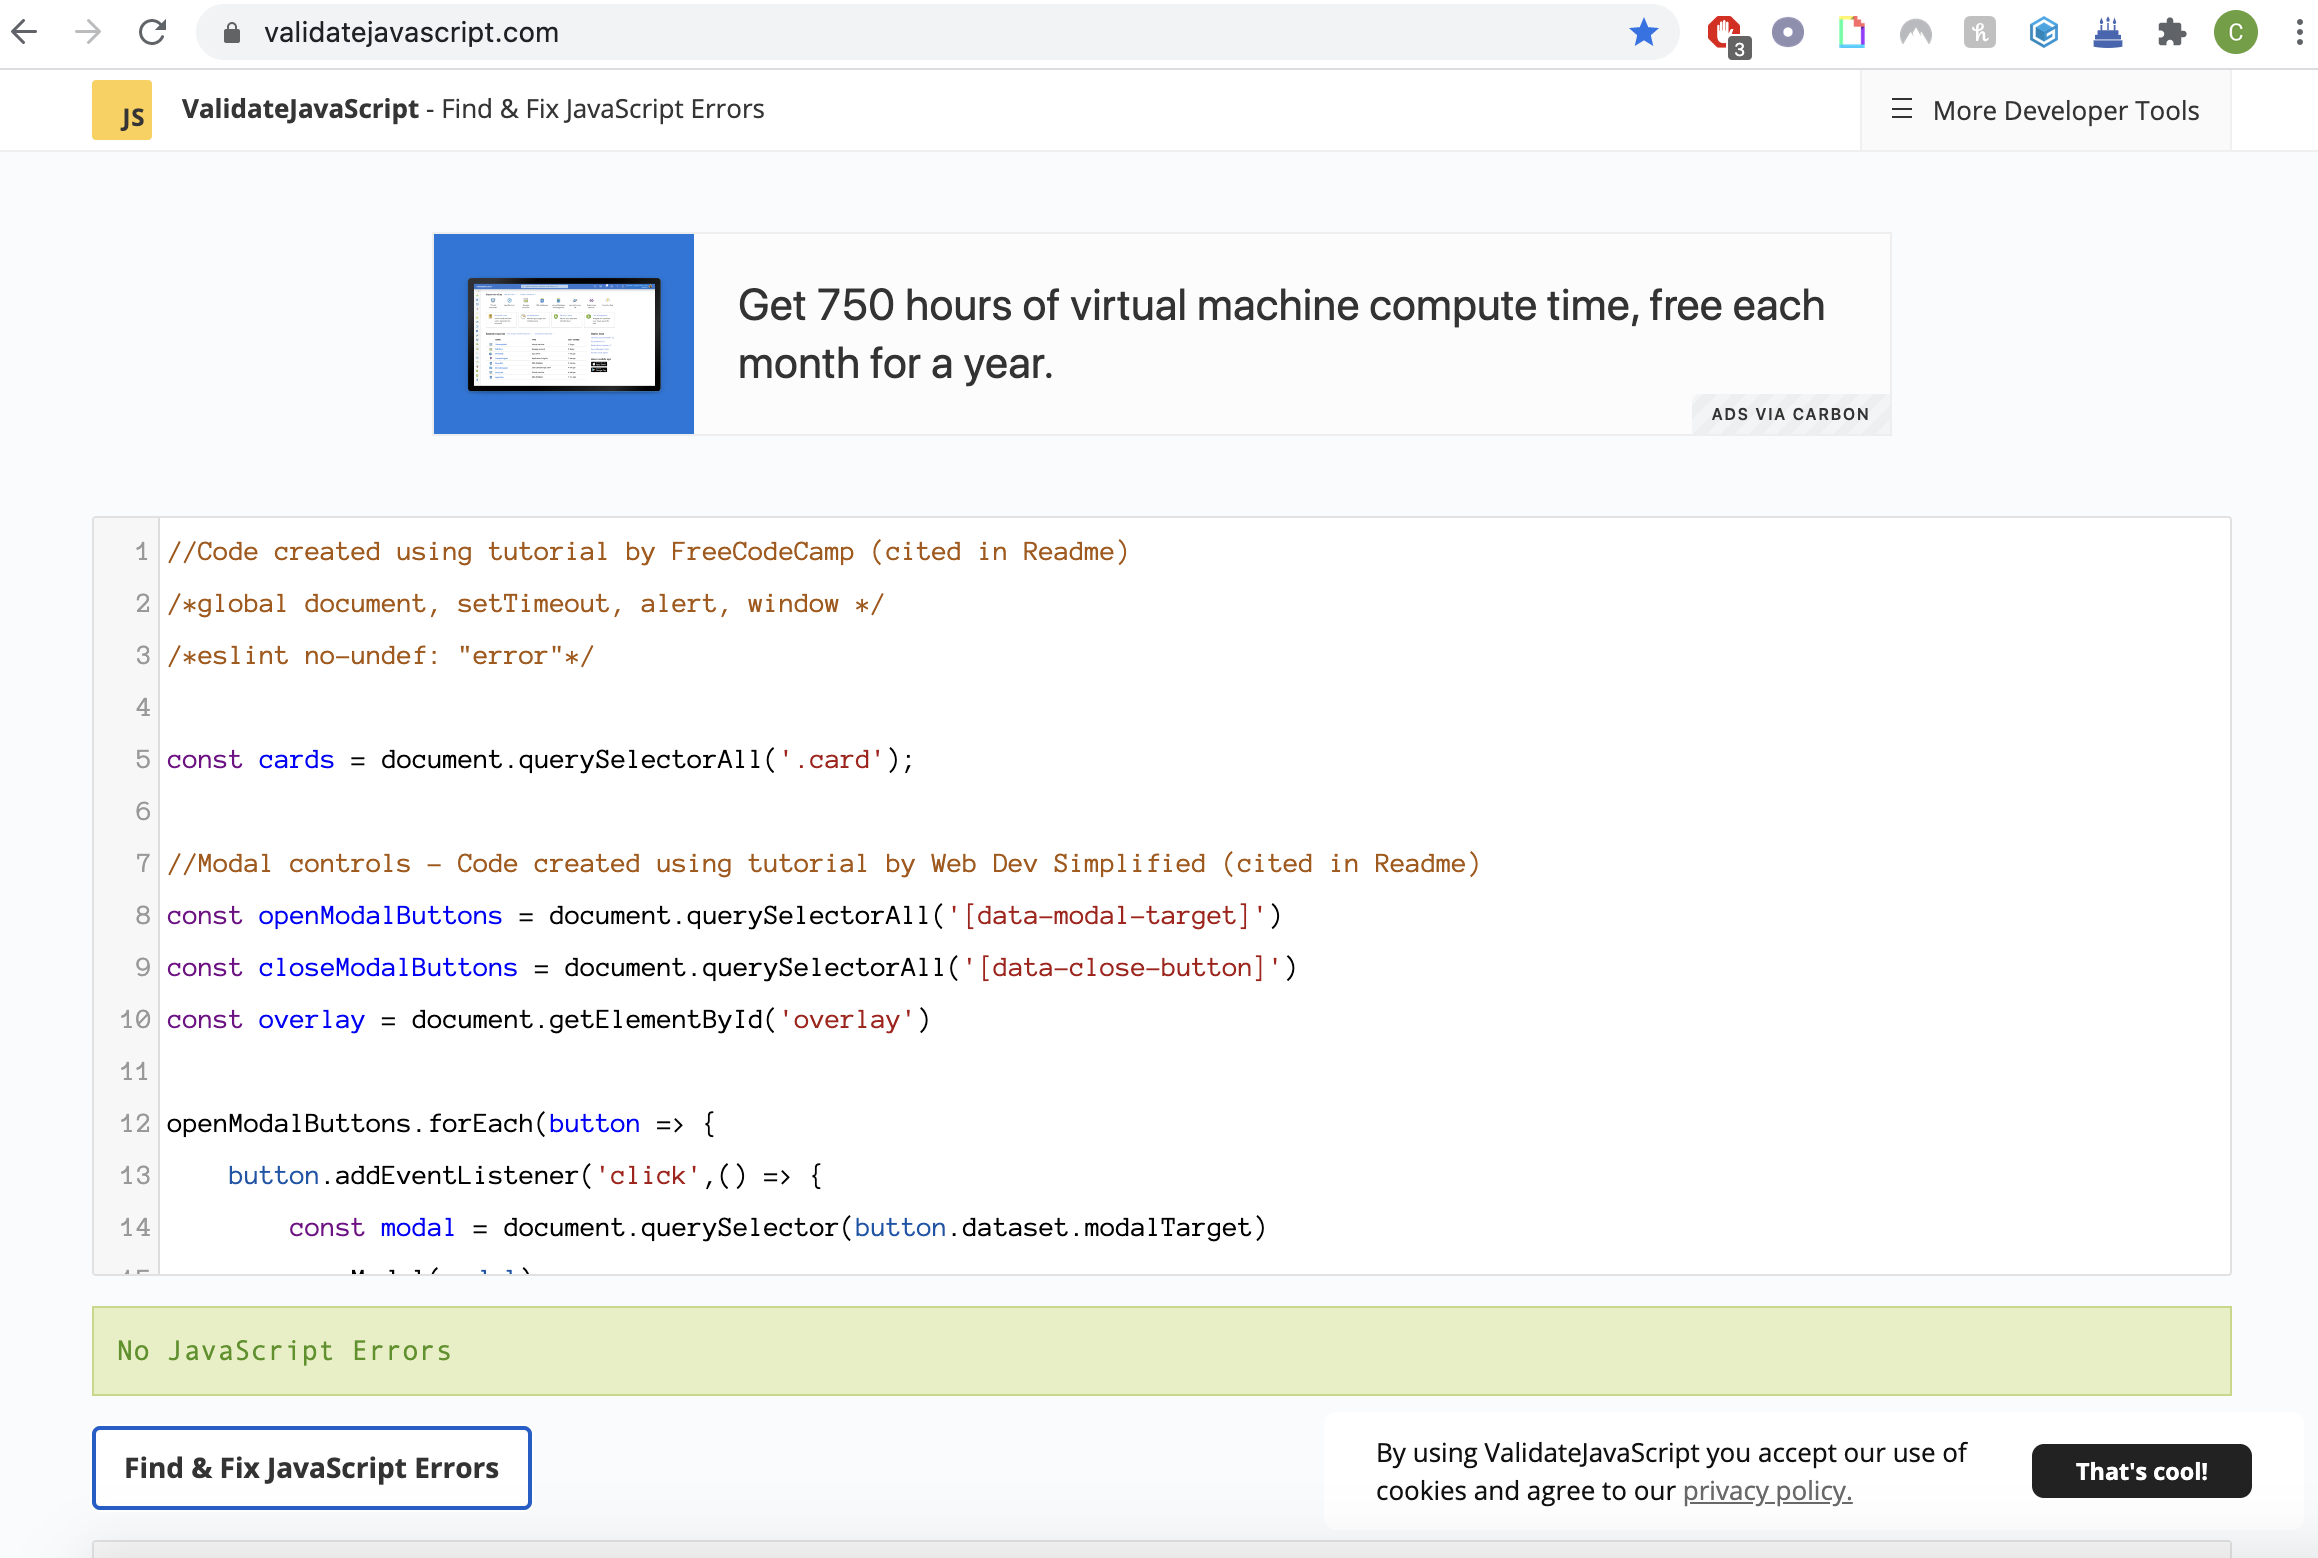 validatejavascript.com
3
C
JS
ValidateJavaScript - Find & Fix JavaScript Errors
☰ More Developer Tools
Get 750 hours of virtual machine compute time, free each
month for a year.
ADS VIA CARBON
1 //Code created using tutorial by FreeCodeCamp (cited in Readme)
2 /*global document, setTimeout, alert, window */
3 /*eslint no-undef: "error"*/
4
5 const cards = document.querySelectorAll('.card');
6
7 //Modal controls - Code created using tutorial by Web Dev Simplified (cited in Readme)
8 const openModalButtons = document.querySelectorAll('[data-modal-target]')
9 const closeModalButtons = document.querySelectorAll('[data-close-button]')
10 const overlay = document.getElementById('overlay')
11
12 openModalButtons.forEach(button => {
13 button.addEventListener('click',() => {
14 const modal = document.querySelector(button.dataset.modalTarget)
No JavaScript Errors
Find & Fix JavaScript Errors
By using ValidateJavaScript you accept our use of
cookies and agree to our privacy policy.
That's cool!